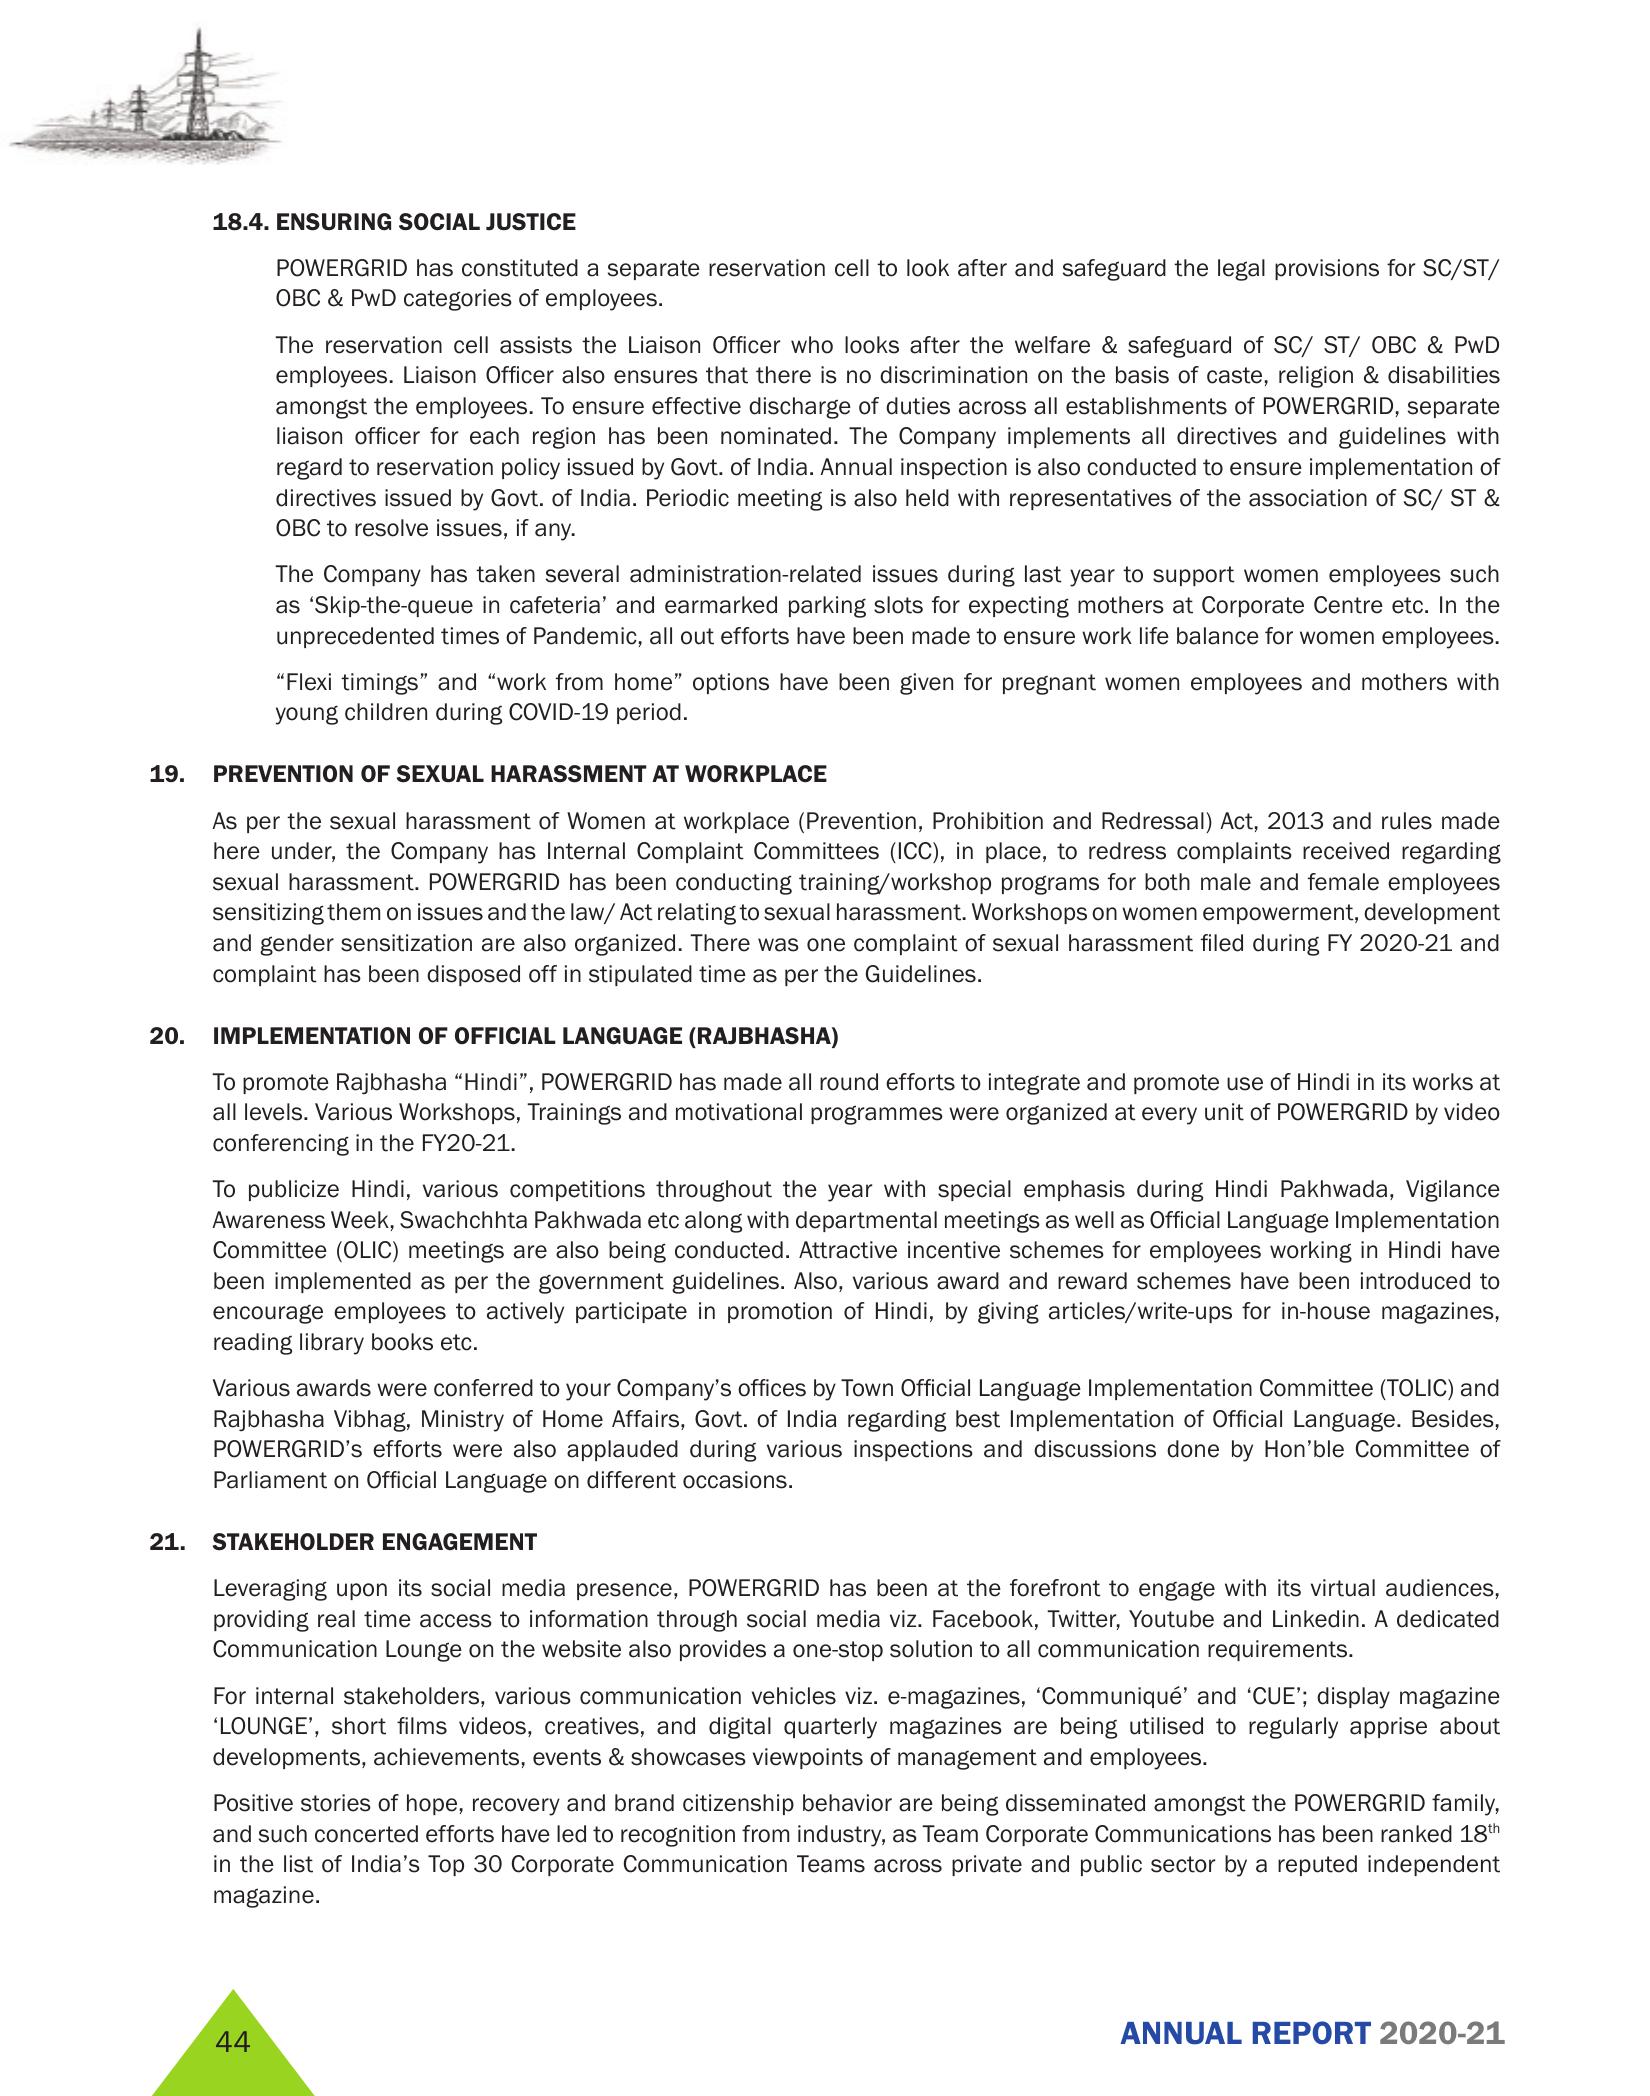 18.4. ENSURING SOCIAL JUSTICE
POWERGRID has constituted a separate reservation cell to look after and safeguard the legal provisions for SC/ST/
OBC & PwD categories of employees.
The reservation cell assists the Liaison Officer who looks after the welfare & safeguard of SC/ ST/ OBC & PwD
employees. Liaison Officer also ensures that there is no discrimination on the basis of caste, religion & disabilities
amongst the employees. To ensure effective discharge of duties across all establishments of POWERGRID, separate
liaison officer for each region has been nominated. The Company implements all directives and guidelines with
regard to reservation policy issued by Govt. of India. Annual inspection is also conducted to ensure implementation of
directives issued by Govt. of India. Periodic meeting is also held with representatives of the association of SC/ ST &
OBC to resolve issues, if any.
The Company has taken several administration-related issues during last year to support women employees such
as ‘Skip-the-queue in cafeteria’ and earmarked parking slots for expecting mothers at Corporate Centre etc. In the
unprecedented times of Pandemic, all out efforts have been made to ensure work life balance for women employees.
“Flexi timings” and “work from home” options have been given for pregnant women employees and mothers with
young children during COVID-19 period.
19. PREVENTION OF SEXUAL HARASSMENT AT WORKPLACE
As per the sexual harassment of Women at workplace (Prevention, Prohibition and Redressal) Act, 2013 and rules made
here under, the Company has Internal Complaint Committees (ICC), in place, to redress complaints received regarding
sexual harassment. POWERGRID has been conducting training/workshop programs for both male and female employees
sensitizing them on issues and the law/ Act relating to sexual harassment. Workshops on women empowerment, development
and gender sensitization are also organized. There was one complaint of sexual harassment filed during FY 2020-21 and
complaint has been disposed off in stipulated time as per the Guidelines.
20. IMPLEMENTATION OF OFFICIAL LANGUAGE (RAJBHASHA)
To promote Rajbhasha “Hindi”, POWERGRID has made all round efforts to integrate and promote use of Hindi in its works at
all levels. Various Workshops, Trainings and motivational programmes were organized at every unit of POWERGRID by video
conferencing in the FY20-21.
To publicize Hindi, various competitions throughout the year with special emphasis during Hindi Pakhwada, Vigilance
Awareness Week, Swachchhta Pakhwada etc along with departmental meetings as well as Official Language Implementation
Committee (OLIC) meetings are also being conducted. Attractive incentive schemes for employees working in Hindi have
been implemented as per the government guidelines. Also, various award and reward schemes have been introduced to
encourage employees to actively participate in promotion of Hindi, by giving articles/write-ups for in-house magazines,
reading library books etc.
Various awards were conferred to your Company’s offices by Town Official Language Implementation Committee (TOLIC) and
Rajbhasha Vibhag, Ministry of Home Affairs, Govt. of India regarding best Implementation of Official Language. Besides,
POWERGRID’s efforts were also applauded during various inspections and discussions done by Hon’ble Committee of
Parliament on Official Language on different occasions.
21. STAKEHOLDER ENGAGEMENT
Leveraging upon its social media presence, POWERGRID has been at the forefront to engage with its virtual audiences,
providing real time access to information through social media viz. Facebook, Twitter, Youtube and Linkedin. A dedicated
Communication Lounge on the website also provides a one-stop solution to all communication requirements.
For internal stakeholders, various communication vehicles viz. e-magazines, ‘Communiqué’ and ‘CUE’; display magazine
‘LOUNGE’, short films videos, creatives, and digital quarterly magazines are being utilised to regularly apprise about
developments, achievements, events & showcases viewpoints of management and employees.
Positive stories of hope, recovery and brand citizenship behavior are being disseminated amongst the POWERGRID family,
and such concerted efforts have led to recognition from industry, as Team Corporate Communications has been ranked 18th
in the list of India’s Top 30 Corporate Communication Teams across private and public sector by a reputed independent
magazine.
44
ANNUAL REPORT 2020-21